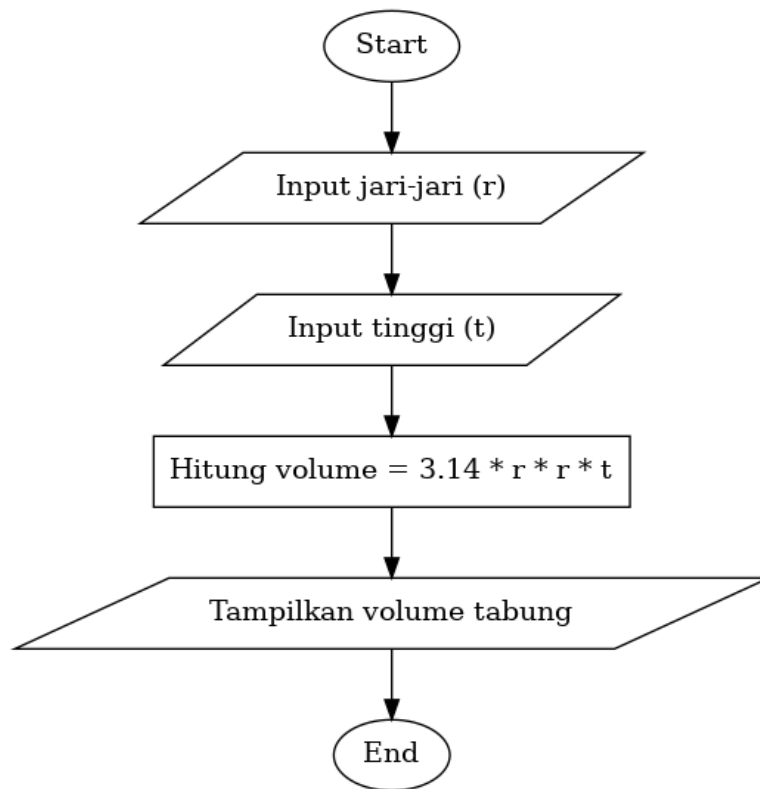 Start
Input jari-jari (r)
Input tinggi (t)
Hitung volume = 3.14 * r * r * t
Tampilkan volume tabung
End